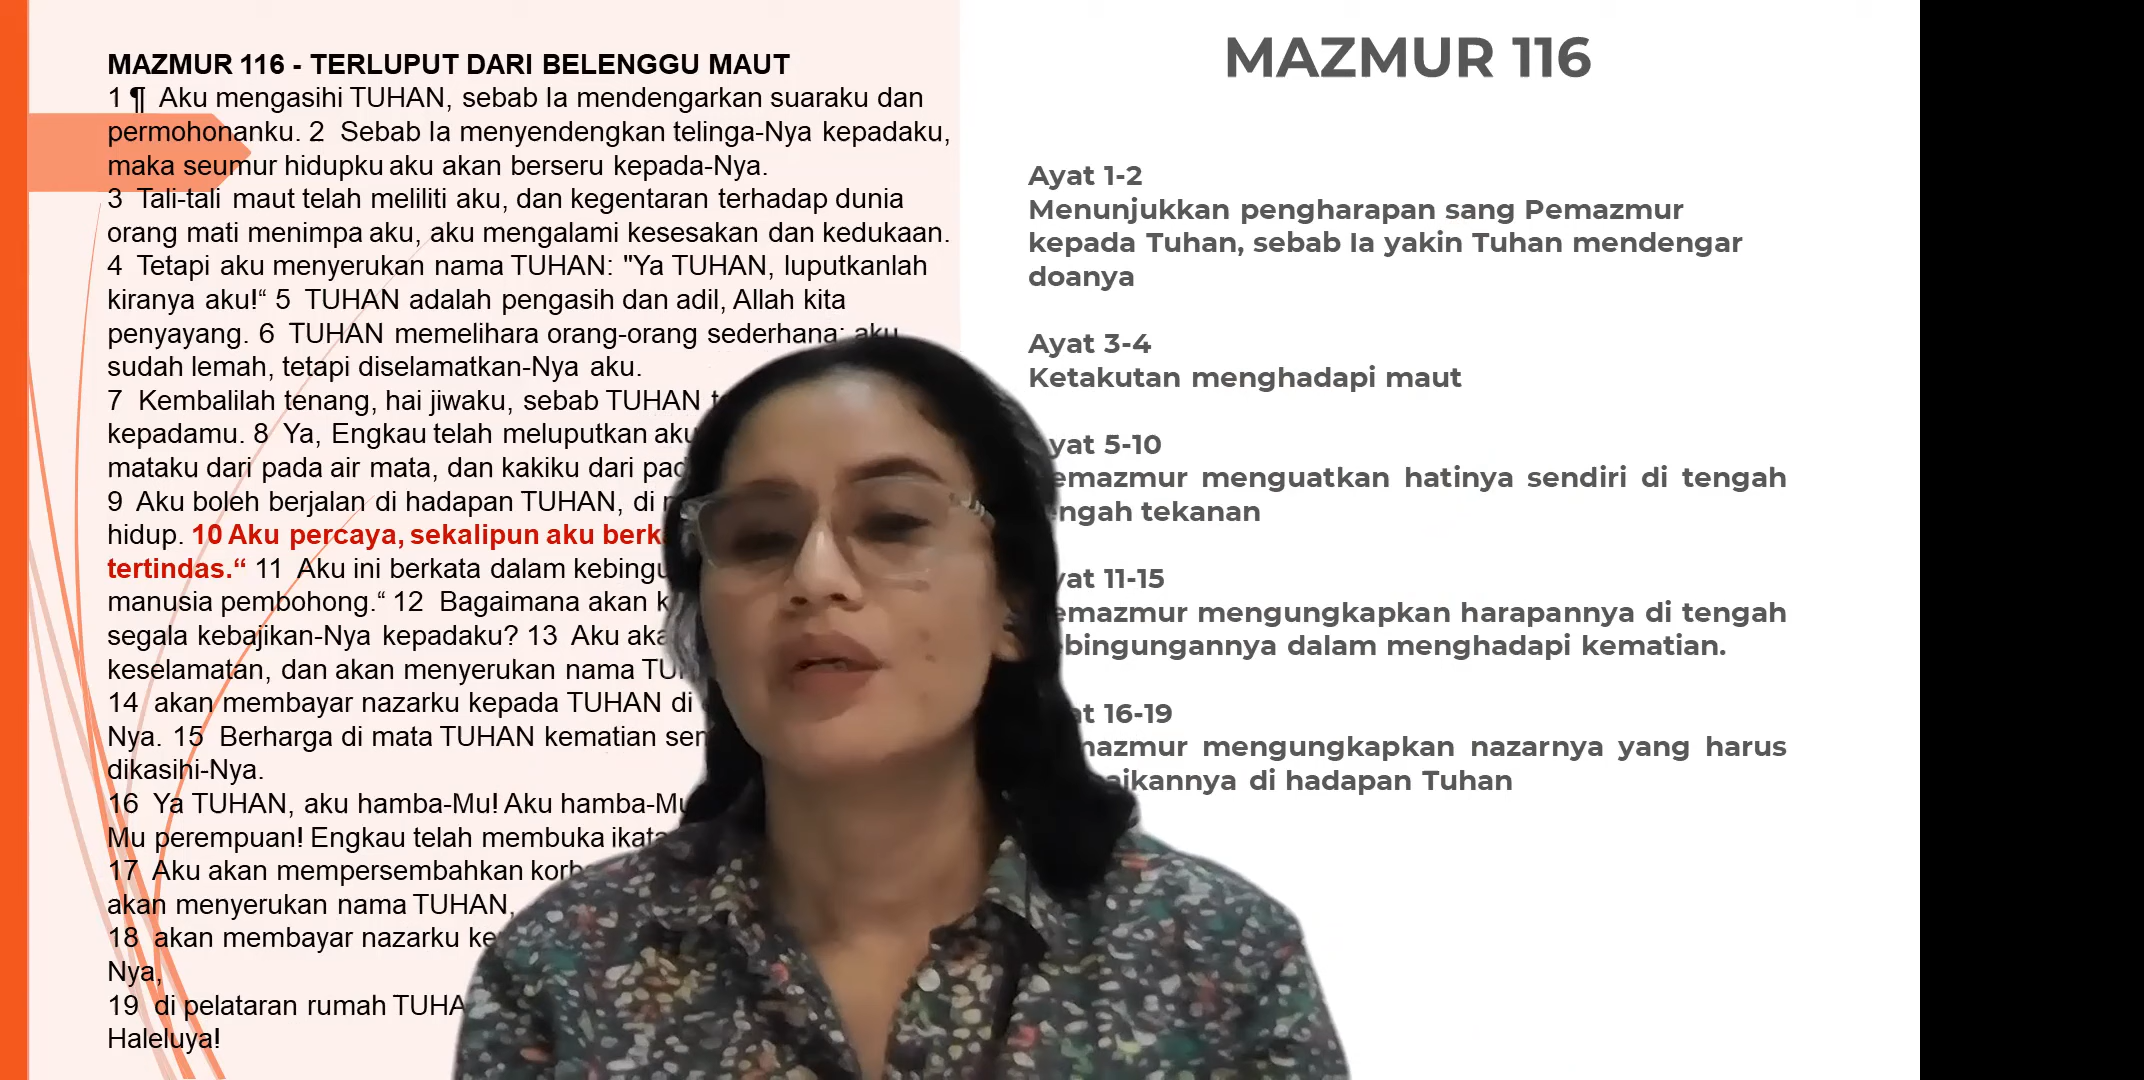 MAZMUR 116 - TERLUPUT DARI BELENGGU MAUT
1 ¶ Aku mengasihi TUHAN, sebab Ia mendengarkan suaraku dan
permohonanku. 2 Sebab Ia menyendengkan telinga-Nya kepadaku,
maka seumur hidupku aku akan berseru kepada-Nya.
3 Tali-tali maut telah meliliti aku, dan kegentaran terhadap dunia
orang mati menimpa aku, aku mengalami kesesakan dan kedukaan.
4 Tetapi aku menyerukan nama TUHAN: "Ya TUHAN, luputkanlah
kiranya aku!“ 5 TUHAN adalah pengasih dan adil, Allah kita
penyayang. 6 TUHAN memelihara orang-orang sederhana; aku
sudah lemah, tetapi diselamatkan-Nya aku.
7 Kembalilah tenang, hai jiwaku, sebab TUHAN
kepadamu. 8 Ya, Engkau telah meluputkan aku
mataku dari pada air mata, dan kakiku dari
9 Aku boleh berjalan di hadapan TUHAN, di
hidup. 10 Aku percaya, sekalipun aku
tertindas.“ 11 Aku ini berkata dalam
manusia pembohong.“ 12 Bagaimana akan
segala kebajikan-Nya kepadaku? 13 Aku
keselamatan, dan akan menyerukan nama
14 akan membayar nazarku kepada TUHAN di
Nya. 15 Berharga di mata TUHAN kematian
dikasihi-Nya.
16 Ya TUHAN, aku hamba-Mu! Aku hamba-Mu
Mu perempuan! Engkau telah membuka
17 Aku akan mempersembahkan
akan menyerukan nama TUHAN,
18 akan membayar nazarku
Nya,
19 di pelataran rumah
Haleluya!
MAZMUR 116
Ayat 1-2
Menunjukkan pengharapan sang Pemazmur
kepada Tuhan, sebab Ia yakin Tuhan mendengar
doanya
Ayat 3-4
Ketakutan menghadapi maut
yat 5-10
emazmur menguatkan hatinya sendiri di tengah
ngah tekanan
yat 11-15
emazmur mengungkapkan harapannya di tengah
ebingungannya dalam menghadapi kematian.
at 16-19
mazmur mengungkapkan nazarnya yang harus
aikannya di hadapan Tuhan